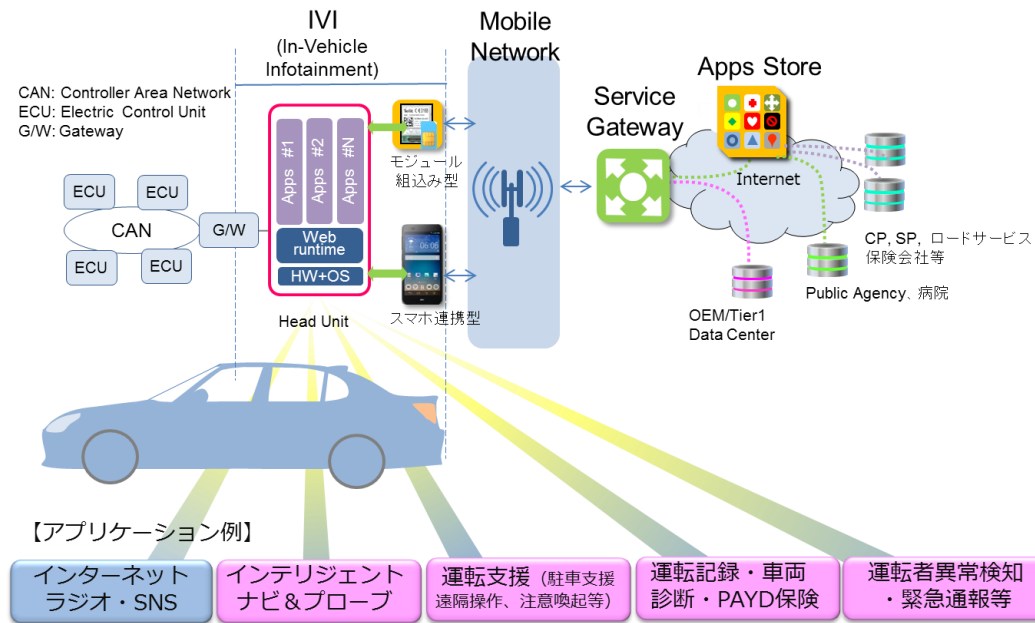 IVI
(In-Vehicle
Infotainment)
Mobile
Network
CAN: Controller Area Network
ECU: Electric Control Unit
G/W: Gateway
Apps Store
Service
Gateway
Internet
ECU
ECU
CAN
ECU
ECU
G/W
Apps #1
Apps #2
Apps #N
Web
runtime
HW+OS
Head Unit
モジュール
組込み型
スマホ連携型
CP, SP, ロードサービス
保険会社等
Public Agency、病院
OEM/Tier1
Data Center
【アプリケーション例】
インターネット
ラジオ・SNS
インテリジェント
ナビ＆プローブ
運転支援（駐車支援
遠隔操作、注意喚起等）
運転記録・車両
診断・PAYD保険
運転者異常検知
・緊急通報等